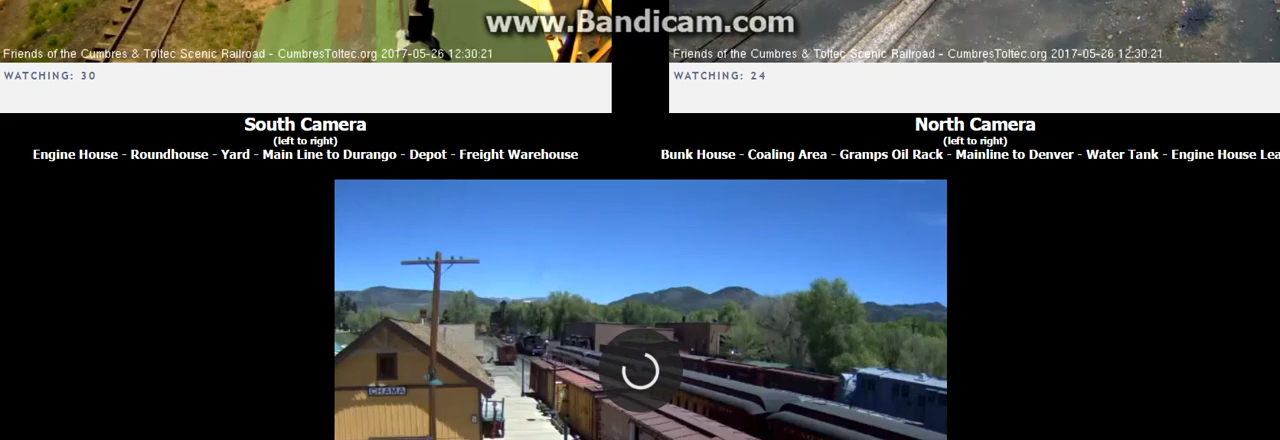 www.Bandicam.com
Friends of the Cumbres & Toltec Scenic Railroad - CumbresToltec.org 2017-05-26 12:30:21
Friends of the Cumbres & Toltec Scenic Railroad - CumbresToltec.org 2017-05-26 12:30:21
WATCHING: 30
WATCHING: 24
South Camera
(left to right)
Engine House - Roundhouse - Yard - Main Line to Durango - Depot - Freight Warehouse
North Camera
(left to right)
Bunk House - Coaling Area - Gramps Oil Rack - Mainline to Denver - Water Tank - Engine House Lea
CHAMA